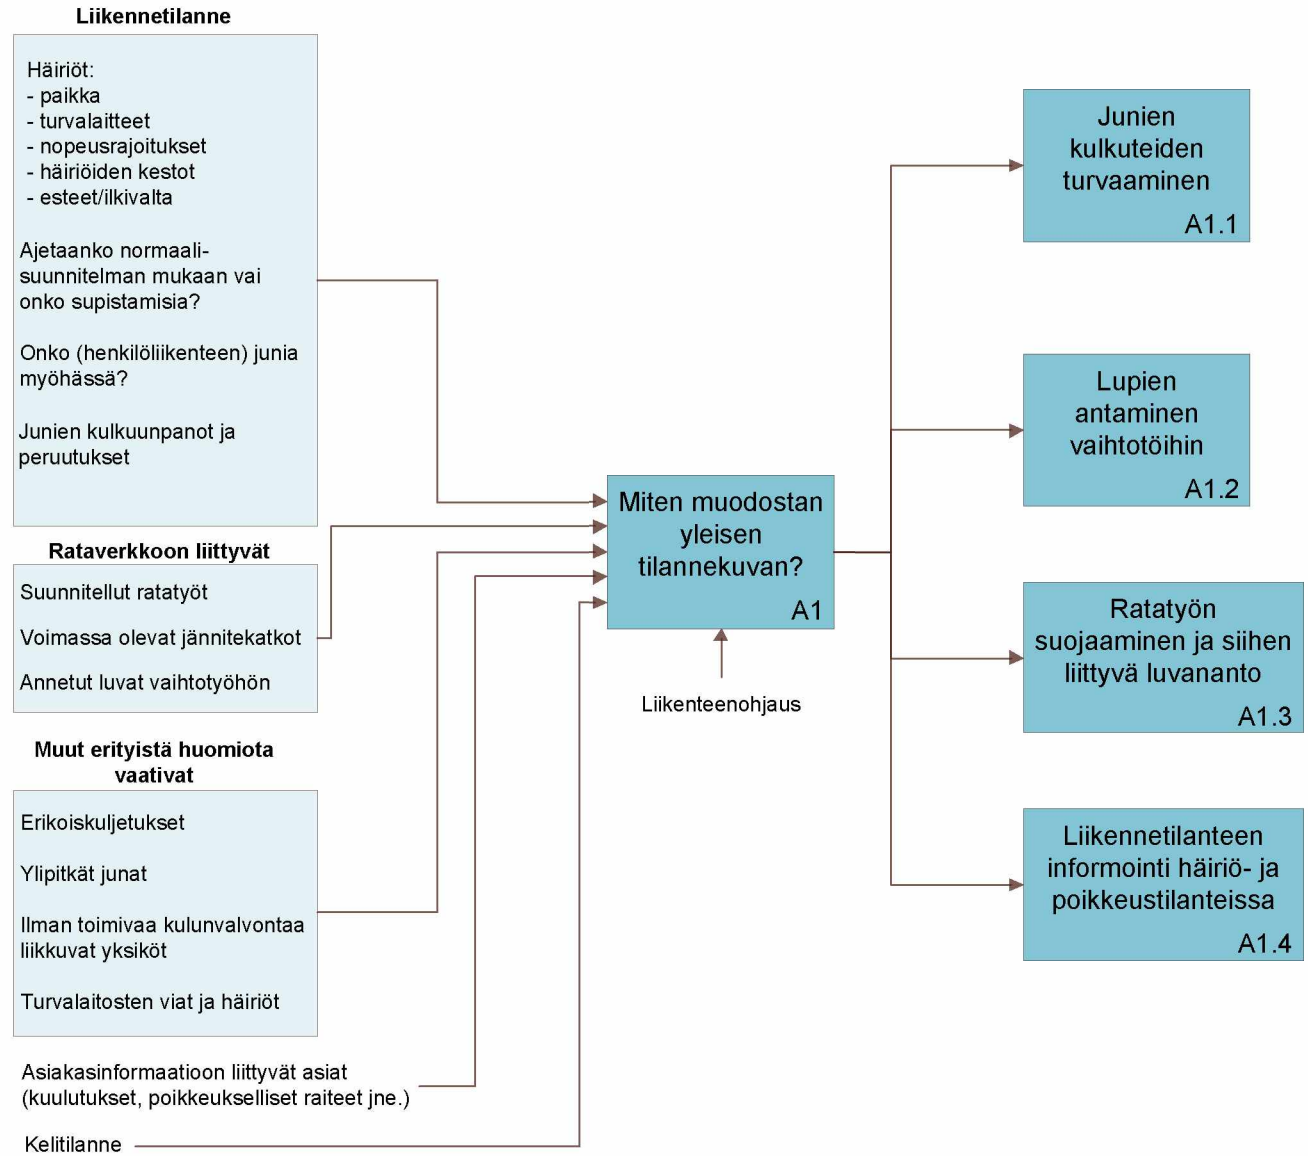 Liikennetilanne
Häiriöt:
- paikka
- turvalaitteet
- nopeusrajoitukset
- häiriöiden kestot
- esteet/ilkivalta
Ajetaanko normaali-
suunnitelman mukaan vai
onko supistamisia?
Onko (henkilöliikenteen) junia
myöhässä?
Junien kulkuunpanot ja
peruutukset
Rataverkkoon liittyvät
Suunnitellut ratatyöt
Voimassa olevat jännitekatkot
Annetut luvat vaihtotyöhön
Muut erityistä huomiota
vaativat
Erikoiskuljetukset
Ylipitkät junat
Ilman toimivaa kulunvalvontaa
liikkuvat yksiköt
Turvalaitosten viat ja häiriöt
Asiakasinformaatioon liittyvät asiat
(kuulutukset, poikkeukselliset raiteet jne.)
Kelitilanne
Miten muodostan
yleisen
tilannekuvan?
A1
Liikenteenohjaus
Junien
kulkuteiden
turvaaminen
A1.1
Lupien
antaminen
vaihtotöihin
A1.2
Ratatyön
suojaaminen ja siihen
liittyvä luvananto
A1.3
Liikennetilanteen
informointi häiriö- ja
poikkeustilanteissa
A1.4